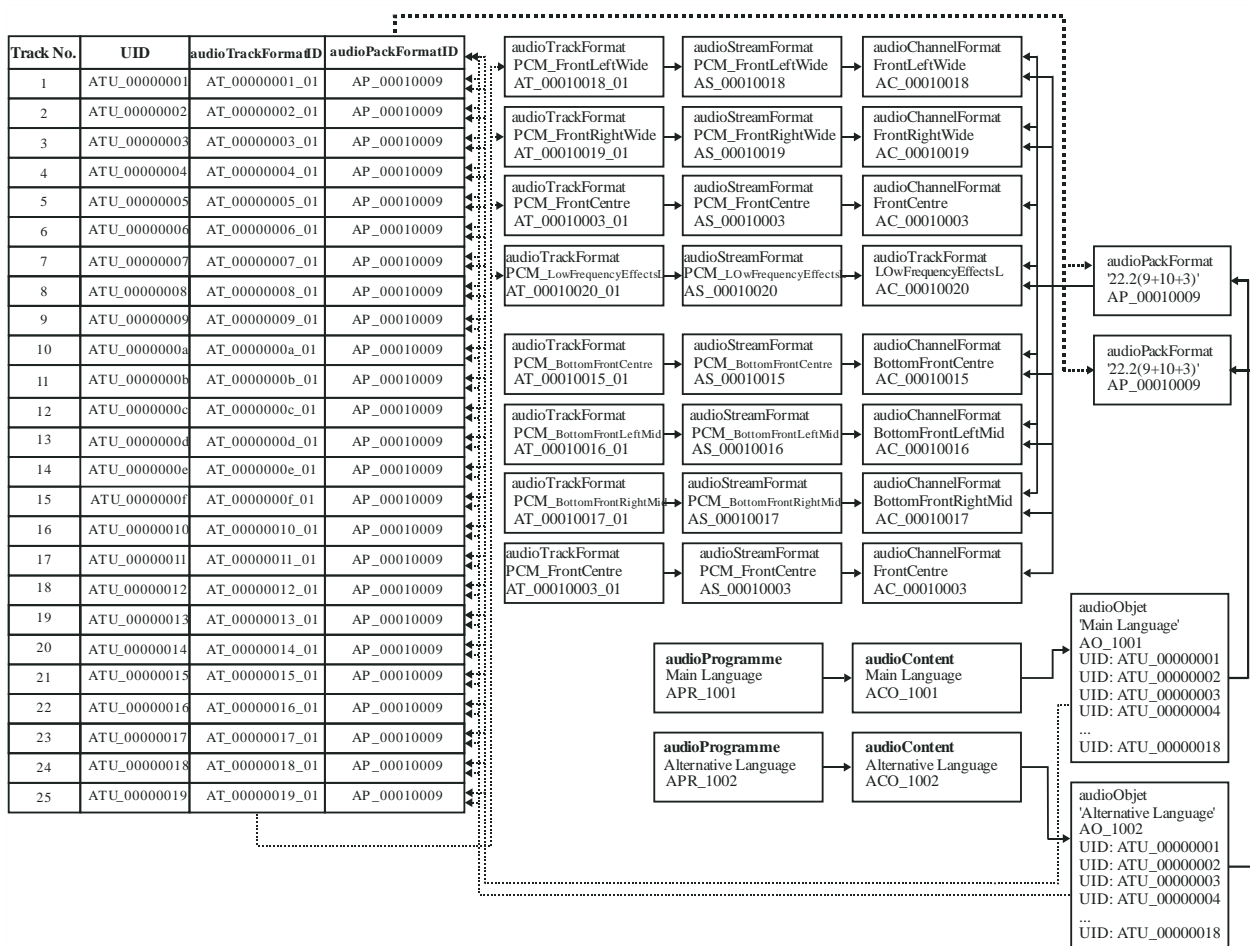 Track No. UID audioTrackFormatID audioPackFormatID
1 ATU_00000001 AT_00000001_01 AP_00010009
2 ATU_00000002 AT_00000002_01 AP_00010009
3 ATU_00000003 AT_00000003_01 AP_00010009
4 ATU_00000004 AT_00000004_01 AP_00010009
5 ATU_00000005 AT_00000005_01 AP_00010009
6 ATU_00000006 AT_00000006_01 AP_00010009
7 ATU_00000007 AT_00000007_01 AP_00010009
8 ATU_00000008 AT_00000008_01 AP_00010009
9 ATU_00000009 AT_00000009_01 AP_00010009
10 ATU_0000000a AT_0000000a_01 AP_00010009
11 ATU_0000000b AT_0000000b_01 AP_00010009
12 ATU_0000000c AT_0000000c_01 AP_00010009
13 ATU_0000000d AT_0000000d_01 AP_00010009
14 ATU_0000000e AT_0000000e_01 AP_00010009
15 ATU_0000000f AT_0000000f_01 AP_00010009
16 ATU_00000010 AT_00000010_01 AP_00010009
17 ATU_00000011 AT_00000011_01 AP_00010009
18 ATU_00000012 AT_00000012_01 AP_00010009
19 ATU_00000013 AT_00000013_01 AP_00010009
20 ATU_00000014 AT_00000014_01 AP_00010009
21 ATU_00000015 AT_00000015_01 AP_00010009
22 ATU_00000016 AT_00000016_01 AP_00010009
23 ATU_00000017 AT_00000017_01 AP_00010009
24 ATU_00000018 AT_00000018_01 AP_00010009
25 ATU_00000019 AT_00000019_01 AP_00010009
audioTrackFormat
PCM_FrontLeftWide
AT_00010018_01
audioStreamFormat
PCM_FrontLeftWide
AS_00010018
audioChannelFormat
FrontLeftWide
AC_00010018
audioTrackFormat
PCM_FrontRightWide
AT_00010019_01
audioStreamFormat
PCM_FrontRightWide
AS_00010019
audioChannelFormat
FrontRightWide
AC_00010019
audioTrackFormat
PCM_FrontCentre
AT_00010003_01
audioStreamFormat
PCM_FrontCentre
AS_00010003
audioChannelFormat
FrontCentre
AC_00010003
audioTrackFormat
PCM_LowFrequencyEffectsL
AT_00010020_01
audioStreamFormat
PCM_LOwFrequencyEffectsL
AS_00010020
audioTrackFormat
LOwFrequencyEffectsL
AC_00010020
audioTrackFormat
PCM_BottomFrontCentre
AT_00010015_01
audioStreamFormat
PCM_BottomFrontCentre
AS_00010015
audioChannelFormat
BottomFrontCentre
AC_00010015
audioTrackFormat
PCM_BottomFrontLeftMid
AT_00010016_01
audioStreamFormat
PCM_BottomFrontLeftMid
AS_00010016
audioChannelFormat
BottomFrontLeftMid
AC_00010016
audioTrackFormat
PCM_BottomFrontRightMid
AT_00010017_01
audioStreamFormat
PCM_BottomFrontRightMid
AS_00010017
audioChannelFormat
BottomFrontRightMid
AC_00010017
audioTrackFormat
PCM_FrontCentre
AT_00010003_01
audioStreamFormat
PCM_FrontCentre
AS_00010003
audioChannelFormat
FrontCentre
AC_00010003
audioPackFormat
'22.2(9+10+3)'
AP_00010009
audioPackFormat
'22.2(9+10+3)'
AP_00010009
audioProgramme
Main Language
APR_1001
audioContent
Main Language
ACO_1001
audioObjet
'Main Language'
AO_1001
UID: ATU_00000001
UID: ATU_00000002
UID: ATU_00000003
UID: ATU_00000004
...
UID: ATU_00000018
audioProgramme
Alternative Language
APR_1002
audioContent
Alternative Language
ACO_1002
audioObjet
'Alternative Language'
AO_1002
UID: ATU_00000001
UID: ATU_00000002
UID: ATU_00000003
UID: ATU_00000004
...
UID: ATU_00000018